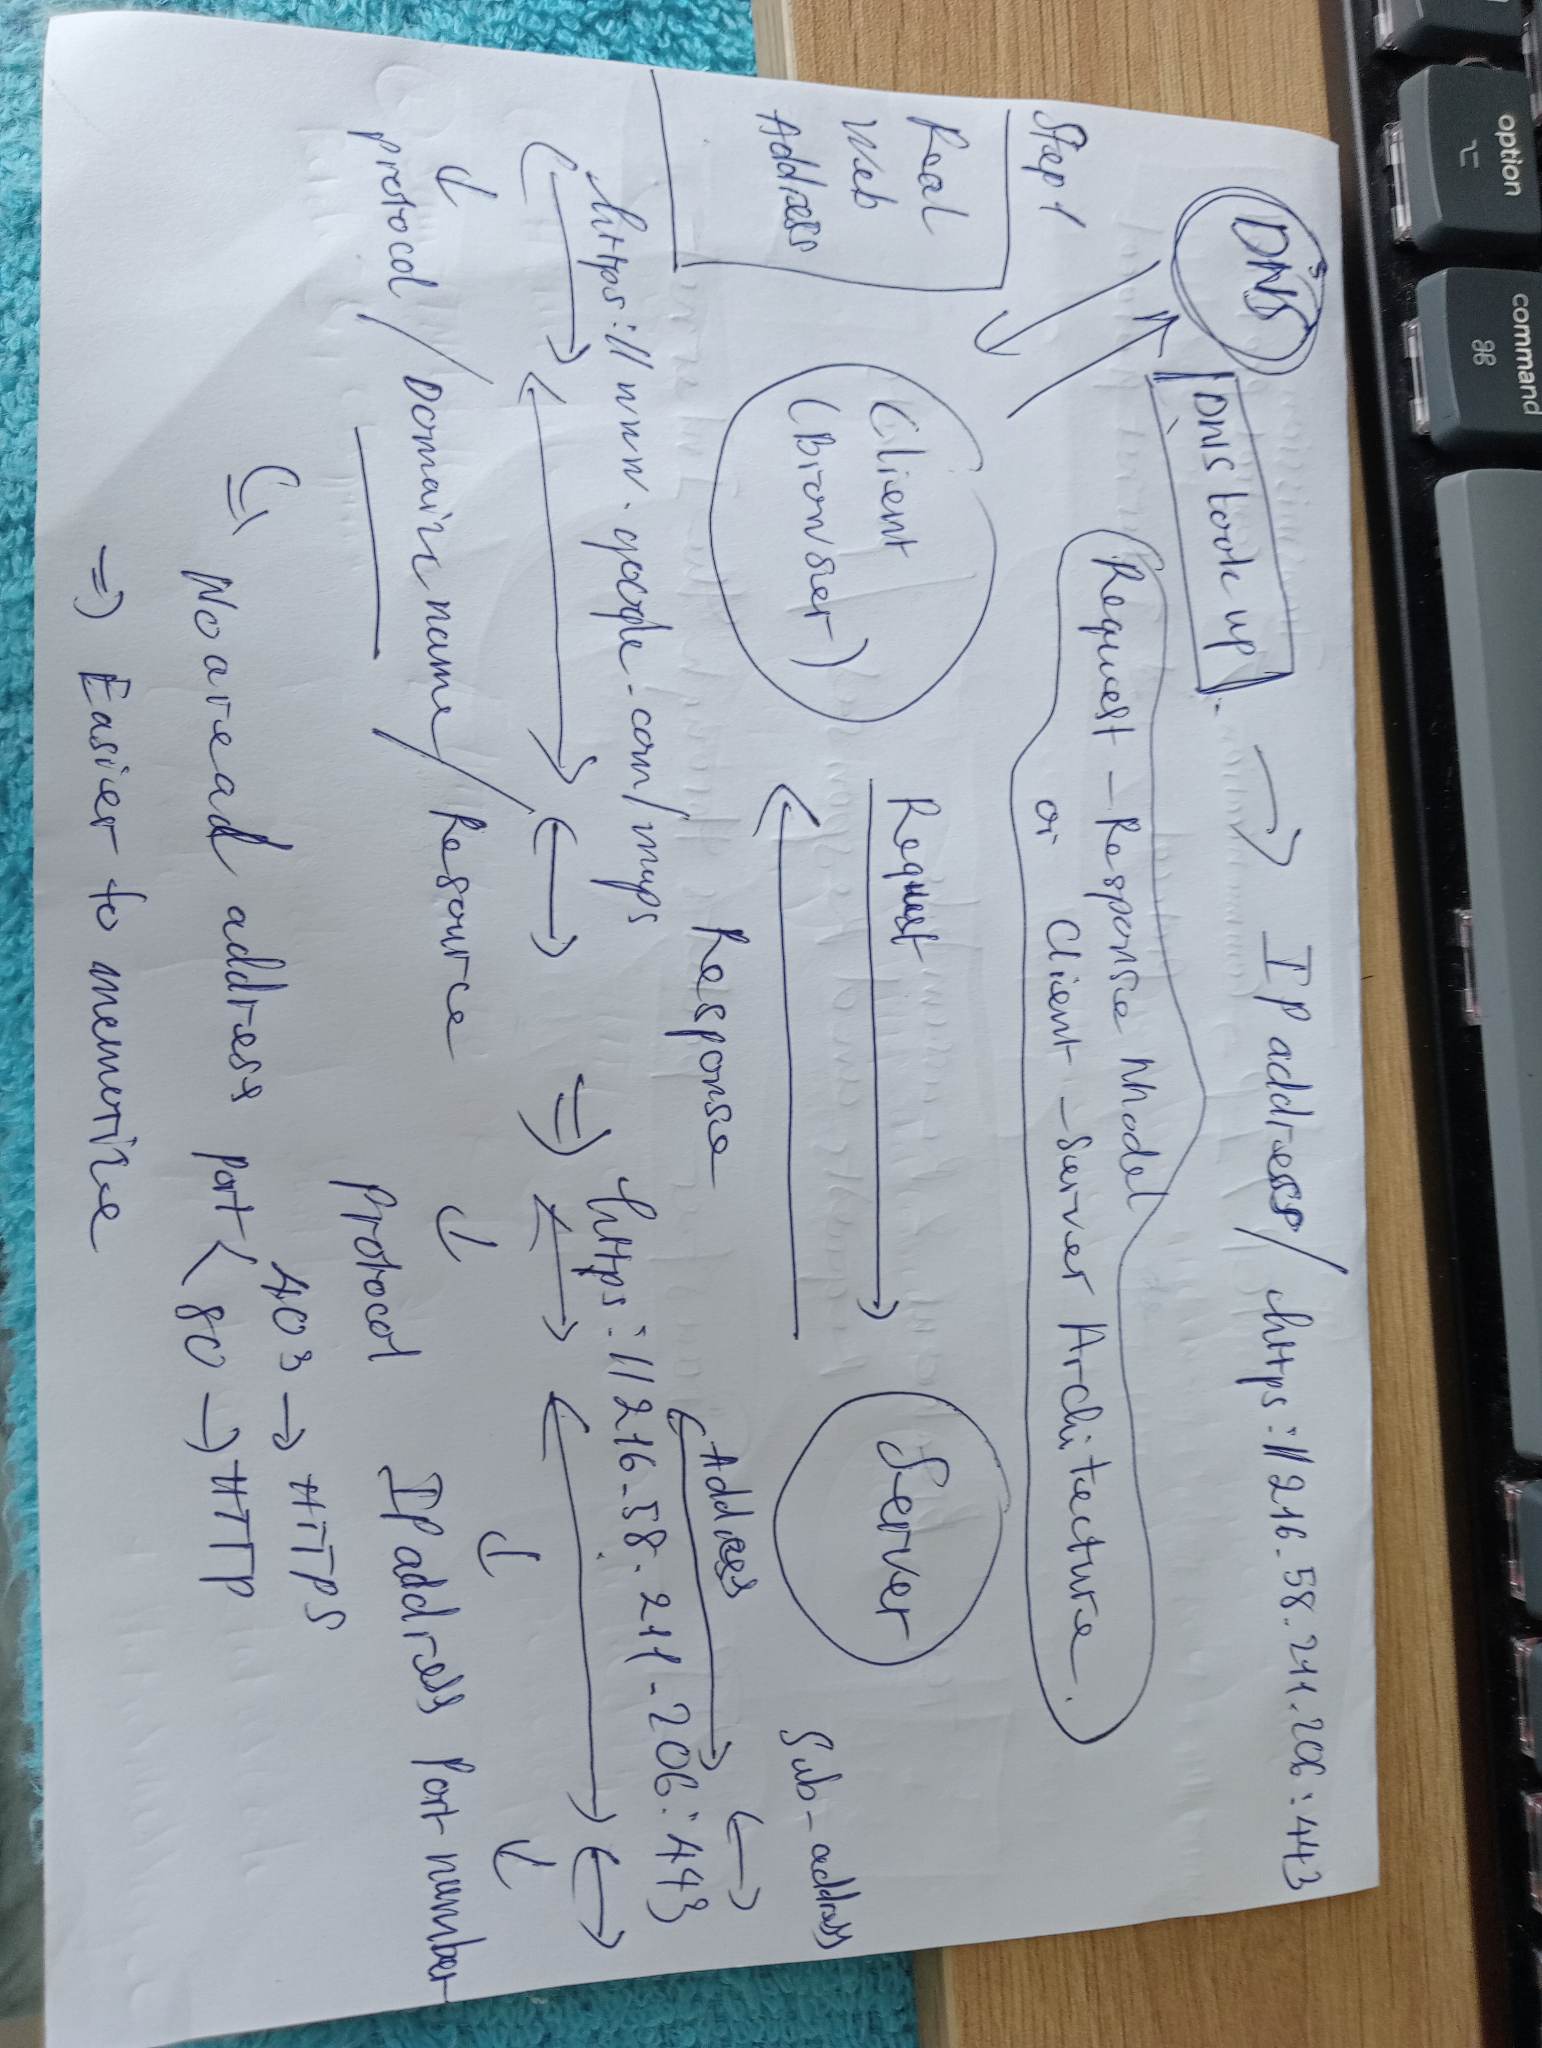 DNS
DNS look up → IP address / https://216.58.211.206:443
Request - Response Model
or Client - Server Architecture.
Step 1
Real
Web
Address
Client
(Browser)
Request
Response
Server
Sub-address
Address
https://www.google.com/maps
⇒ https://216.58.211.206:443
protocol / Domain name / Resource
Protocol IP address Port number
No a read address port
403 → HTTPS
80 → HTTP
⇒ Easier to memorize
option
⌥
command
⌘